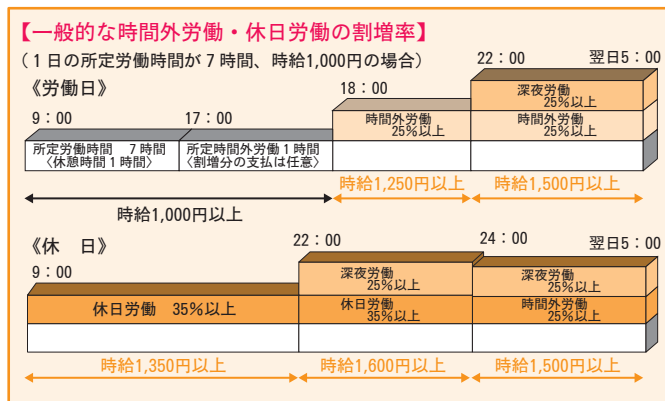 【一般的な時間外労働・休日労働の割増率】
（１日の所定労働時間が７時間、時給1,000円の場合）
《労働日》
22：00　翌日5：00
18：00
9：00　17：00
深夜労働
25%以上
所定労働時間　7時間
〈休憩時間１時間〉
所定時間外労働１時間
〈割増分の支払は任意〉
時間外労働
25%以上
時間外労働
25%以上
時給1,000円以上
時給1,250円以上
時給1,500円以上
《休　日》
9：00
22：00
24：00
翌日5：00
休日労働　35%以上
深夜労働
25%以上
休日労働
35%以上
深夜労働
25%以上
時間外労働
25%以上
時給1,350円以上
時給1,600円以上
時給1,500円以上